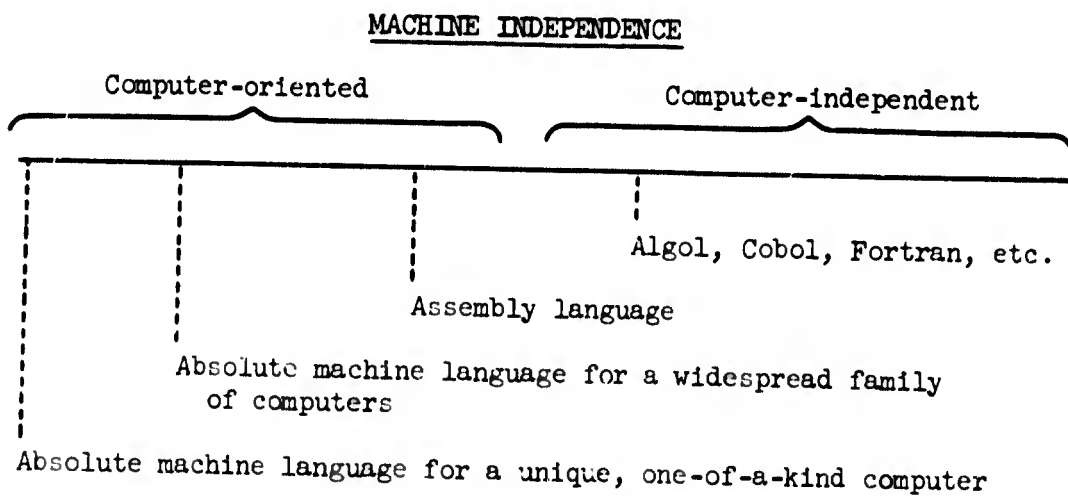 MACHINE INDEPENDENCE
Computer-oriented
Computer-independent
Algol, Cobol, Fortran, etc.
Assembly language
Absolute machine language for a widespread family
of computers
Absolute machine language for a unique, one-of-a-kind computer